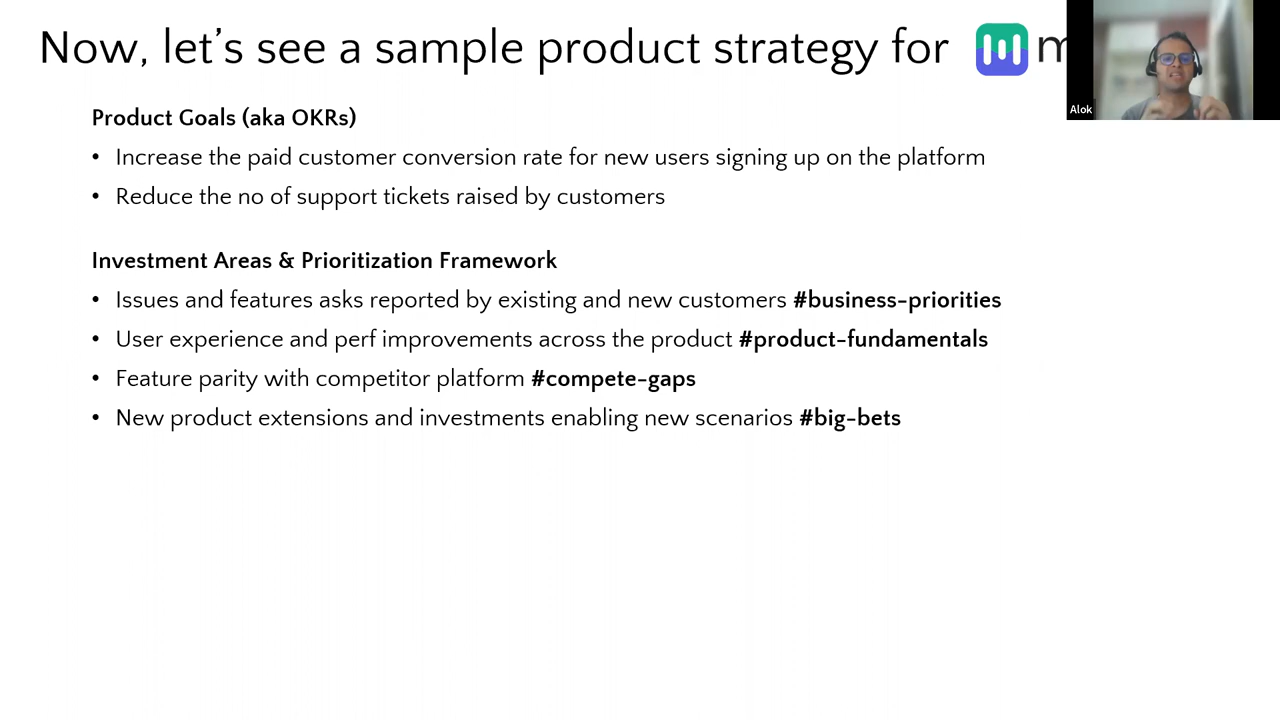 Now, let's see a sample product strategy for m
Alok
Product Goals (aka OKRs)
• Increase the paid customer conversion rate for new users signing up on the platform
• Reduce the no of support tickets raised by customers
Investment Areas & Prioritization Framework
• Issues and features asks reported by existing and new customers #business-priorities
• User experience and perf improvements across the product #product-fundamentals
• Feature parity with competitor platform #compete-gaps
• New product extensions and investments enabling new scenarios #big-bets